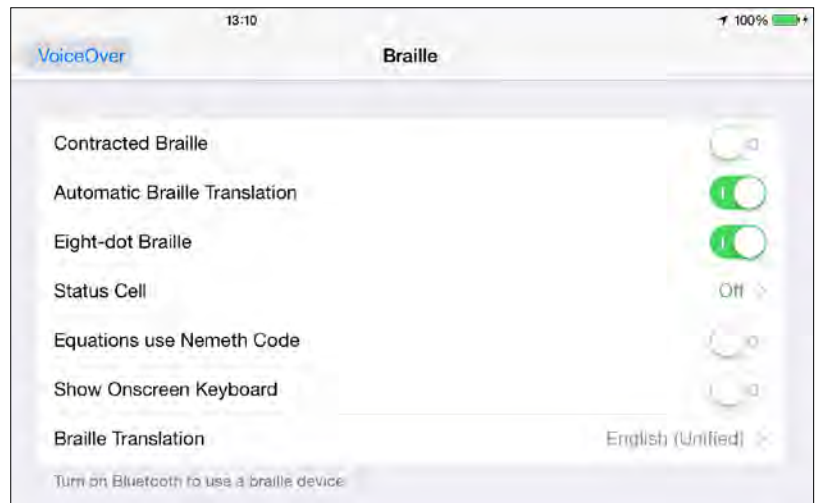 13:10 100%
VoiceOver Braille
Contracted Braille
Automatic Braille Translation
Eight-dot Braille
Status Cell Off
Equations use Nemeth Code
Show Onscreen Keyboard
Braille Translation English (Unified)
Turn on Bluetooth to use a braille device